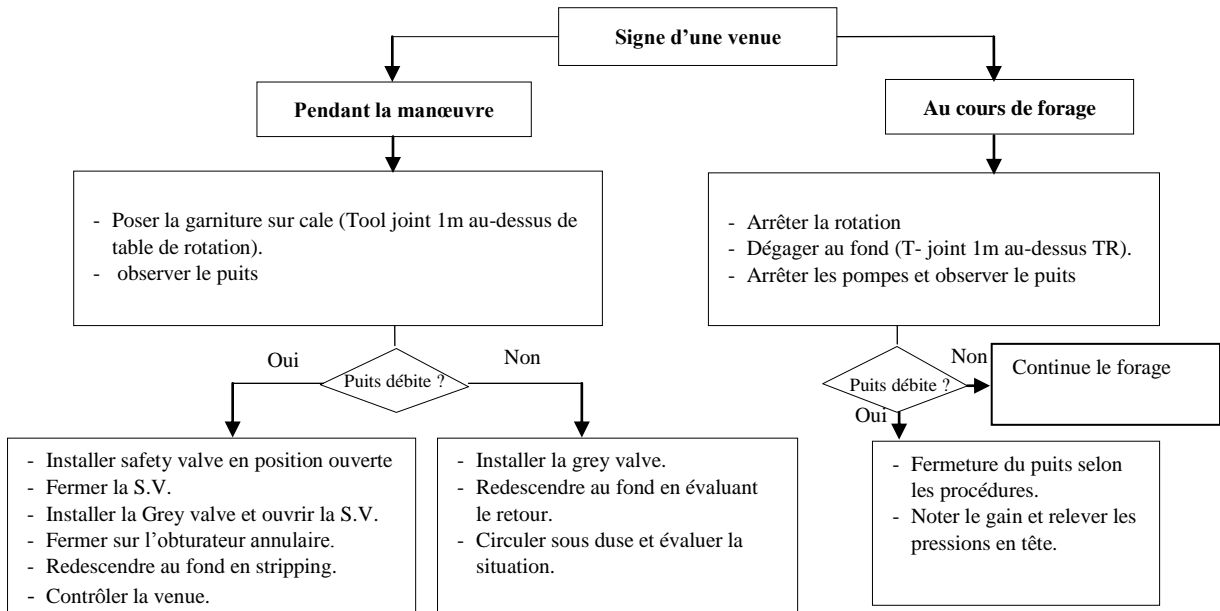 Signe d’une venue
Pendant la manœuvre
Au cours de forage
- Poser la garniture sur cale (Tool joint 1m au-dessus de
table de rotation).
- observer le puits
- Arrêter la rotation
- Dégager au fond (T- joint 1m au-dessus TR).
- Arrêter les pompes et observer le puits
Oui
Puits débite ?
Non
Puits débite ?
Non
Oui
Continue le forage
- Installer safety valve en position ouverte
- Fermer la S.V.
- Installer la Grey valve et ouvrir la S.V.
- Fermer sur l’obturateur annulaire.
- Redescendre au fond en stripping.
- Contrôler la venue.
- Installer la grey valve.
- Redescendre au fond en évaluant
le retour.
- Circuler sous duse et évaluer la
situation.
- Fermeture du puits selon
les procédures.
- Noter le gain et relever les
pressions en tête.